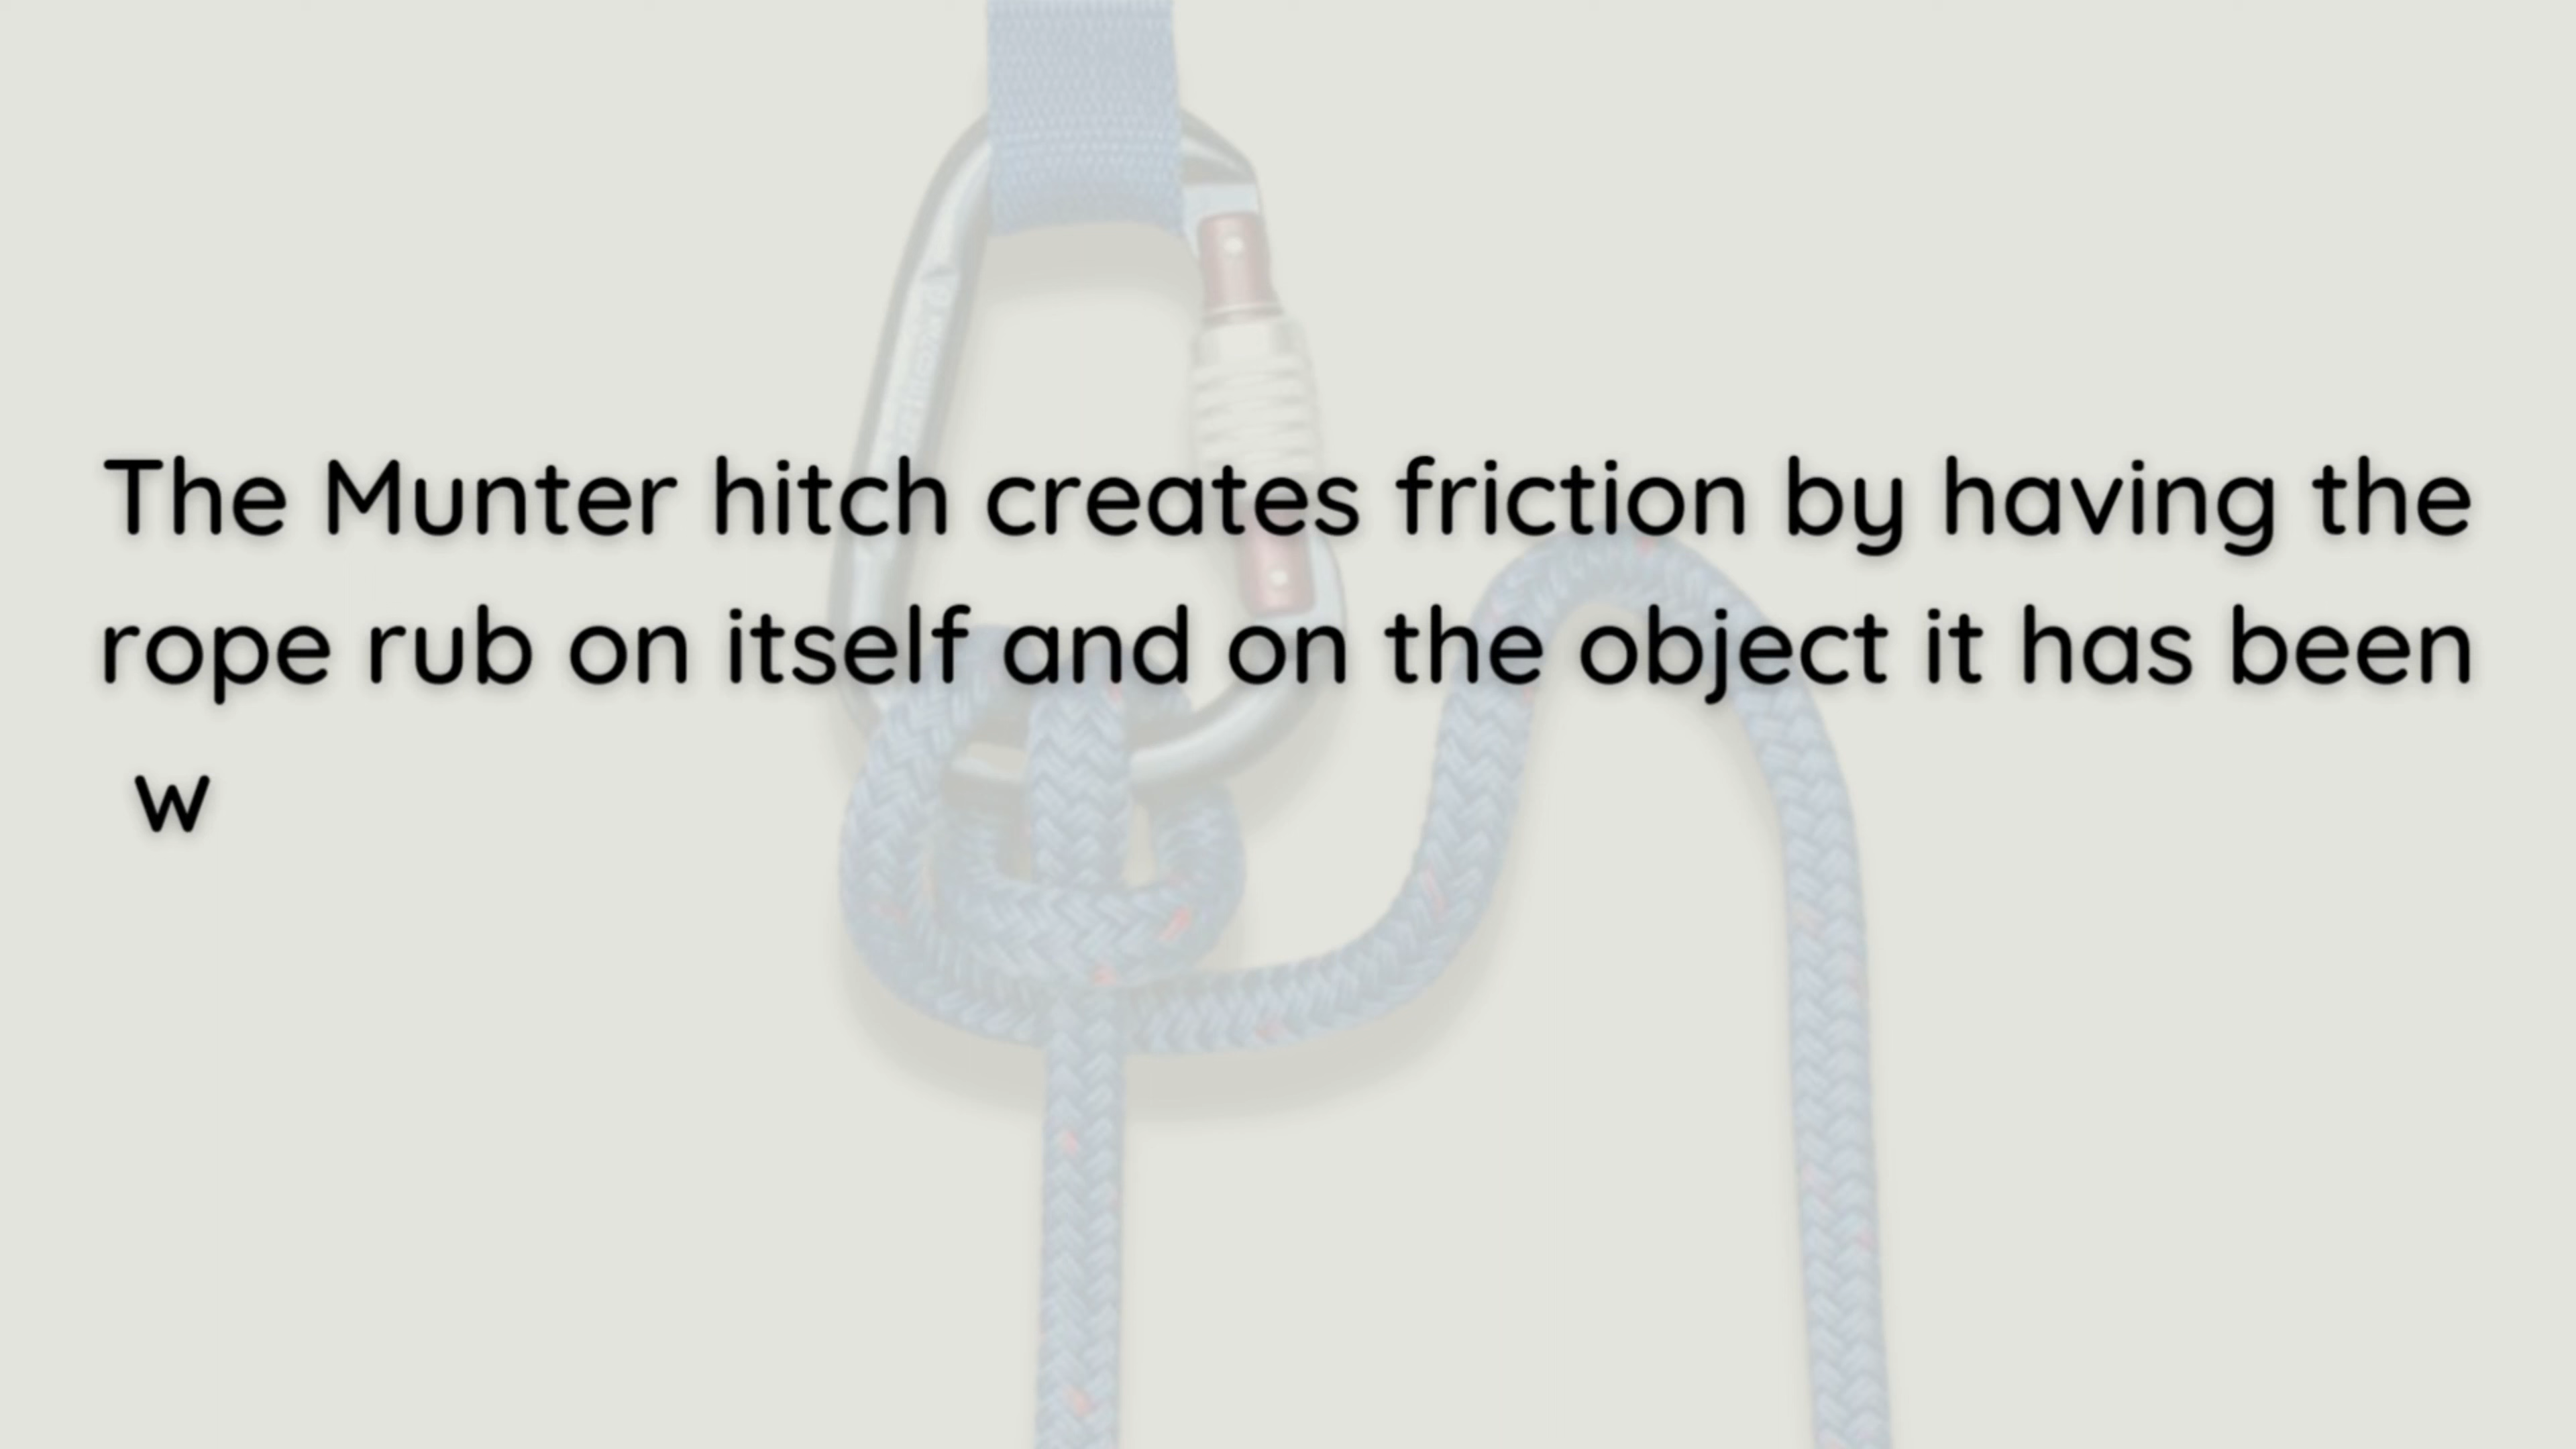 The Munter hitch creates friction by having the
rope rub on itself and on the object it has been
w